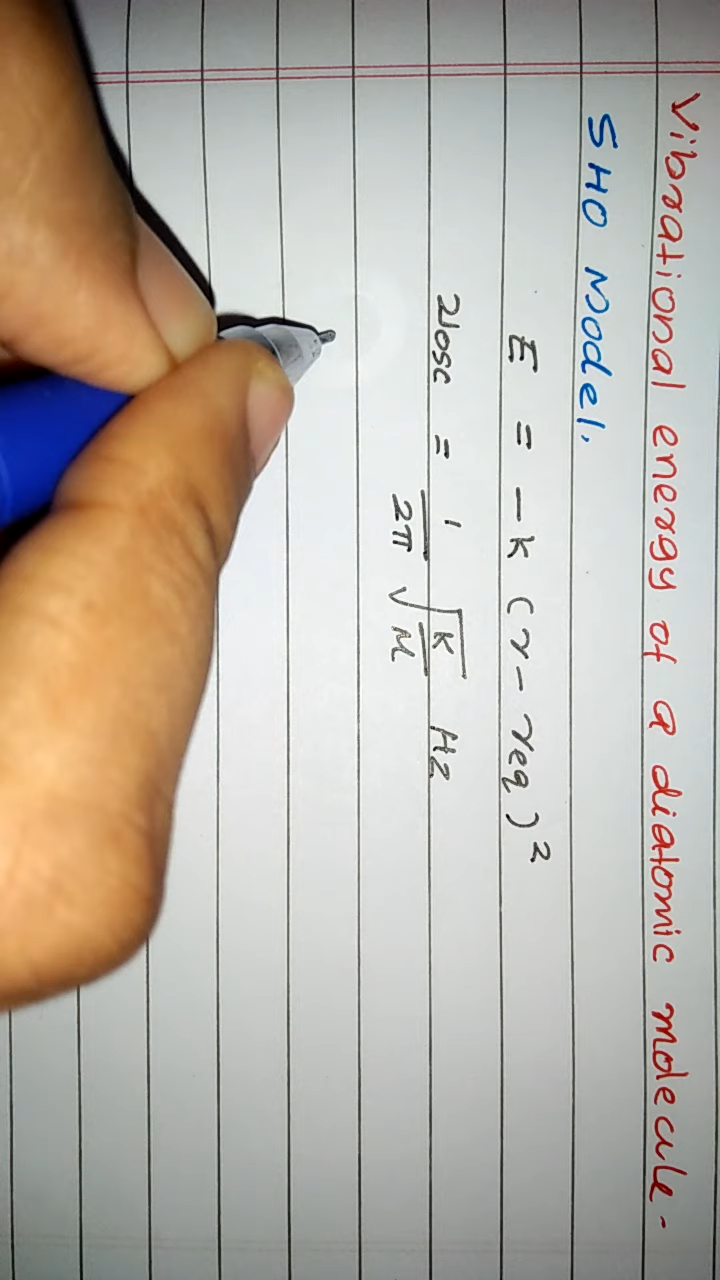 Vibrational energy of a diatomic molecule-
SHO Model.
E = -k (r - req)²
νosc = 1/2π √k/μ Hz